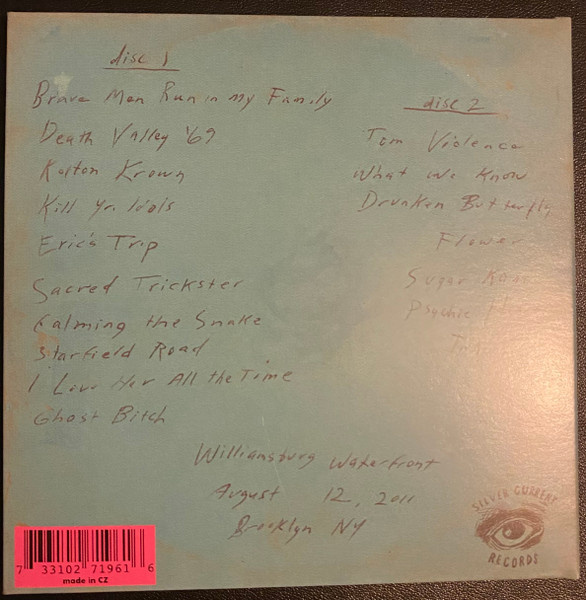 disc 1
Brave Men Run in my Family
Death Valley '69
Kotton Krown
Kill Yr. Idols
Eric's Trip
Sacred Trickster
Calming the Snake
Starfield Road
I Love Her All the Time
Ghost Bitch
disc 2
Tom Violence
What We Know
Drunken Butterfly
Flower
Sugar
Psychic
Williamsburg Waterfront
August 12, 2011
Brooklyn NY
SILVER CURRENT
RECORDS
7 33102 71961 6
made in CZ